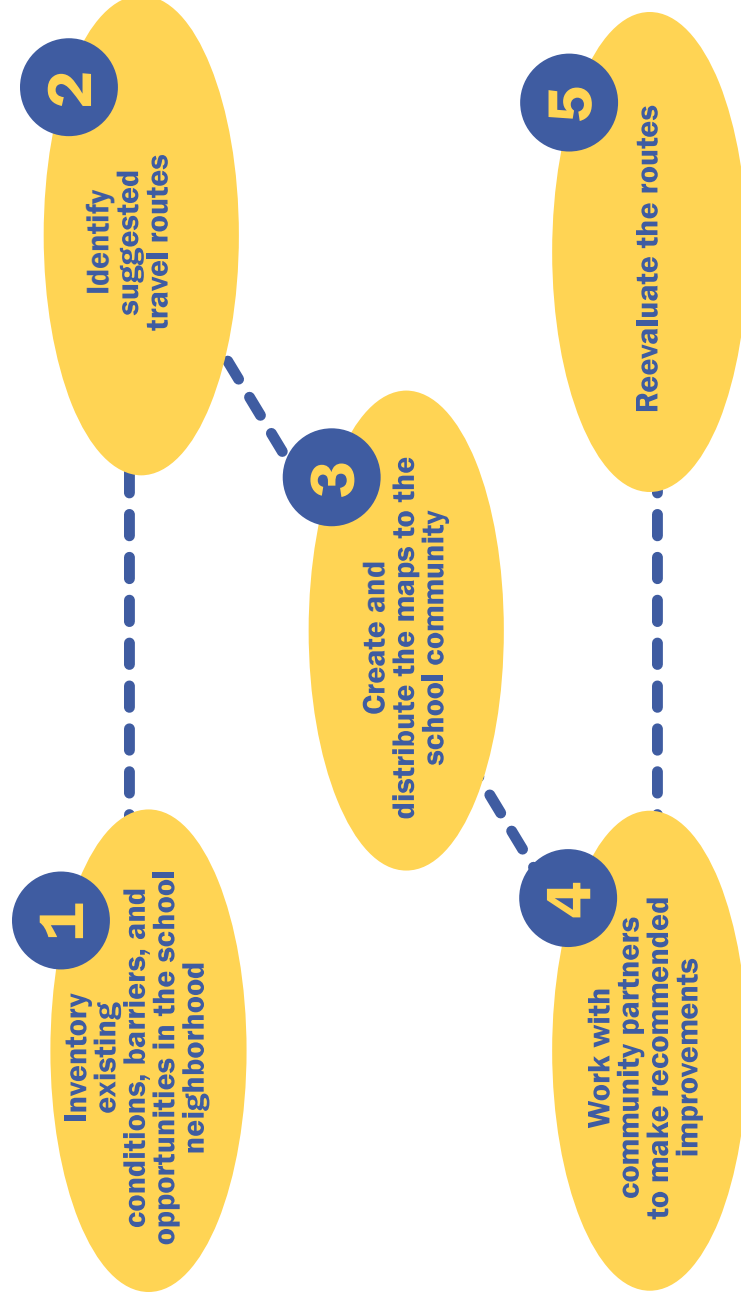 1
Inventory
existing
conditions, barriers, and
opportunities in the school
neighborhood
2
Identify
suggested
travel routes
3
Create and
distribute the maps to the
school community
4
Work with
community partners
to make recommended
improvements
5
Reevaluate the routes